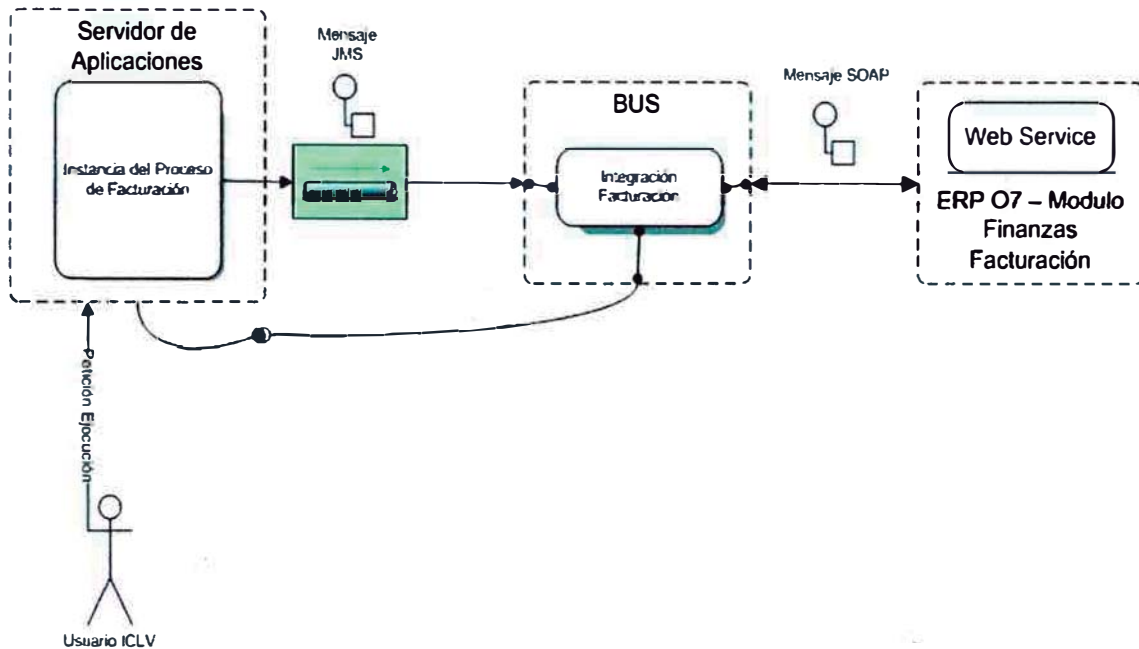 Servidor de
Aplicaciones
Instancia del Proceso
de Facturación
Mensaje
JMS
BUS
Integración
Facturación
Mensaje SOAP
Web Service
ERP O7 – Modulo
Finanzas
Facturación
Petición Ejecución
Usuario ICLV